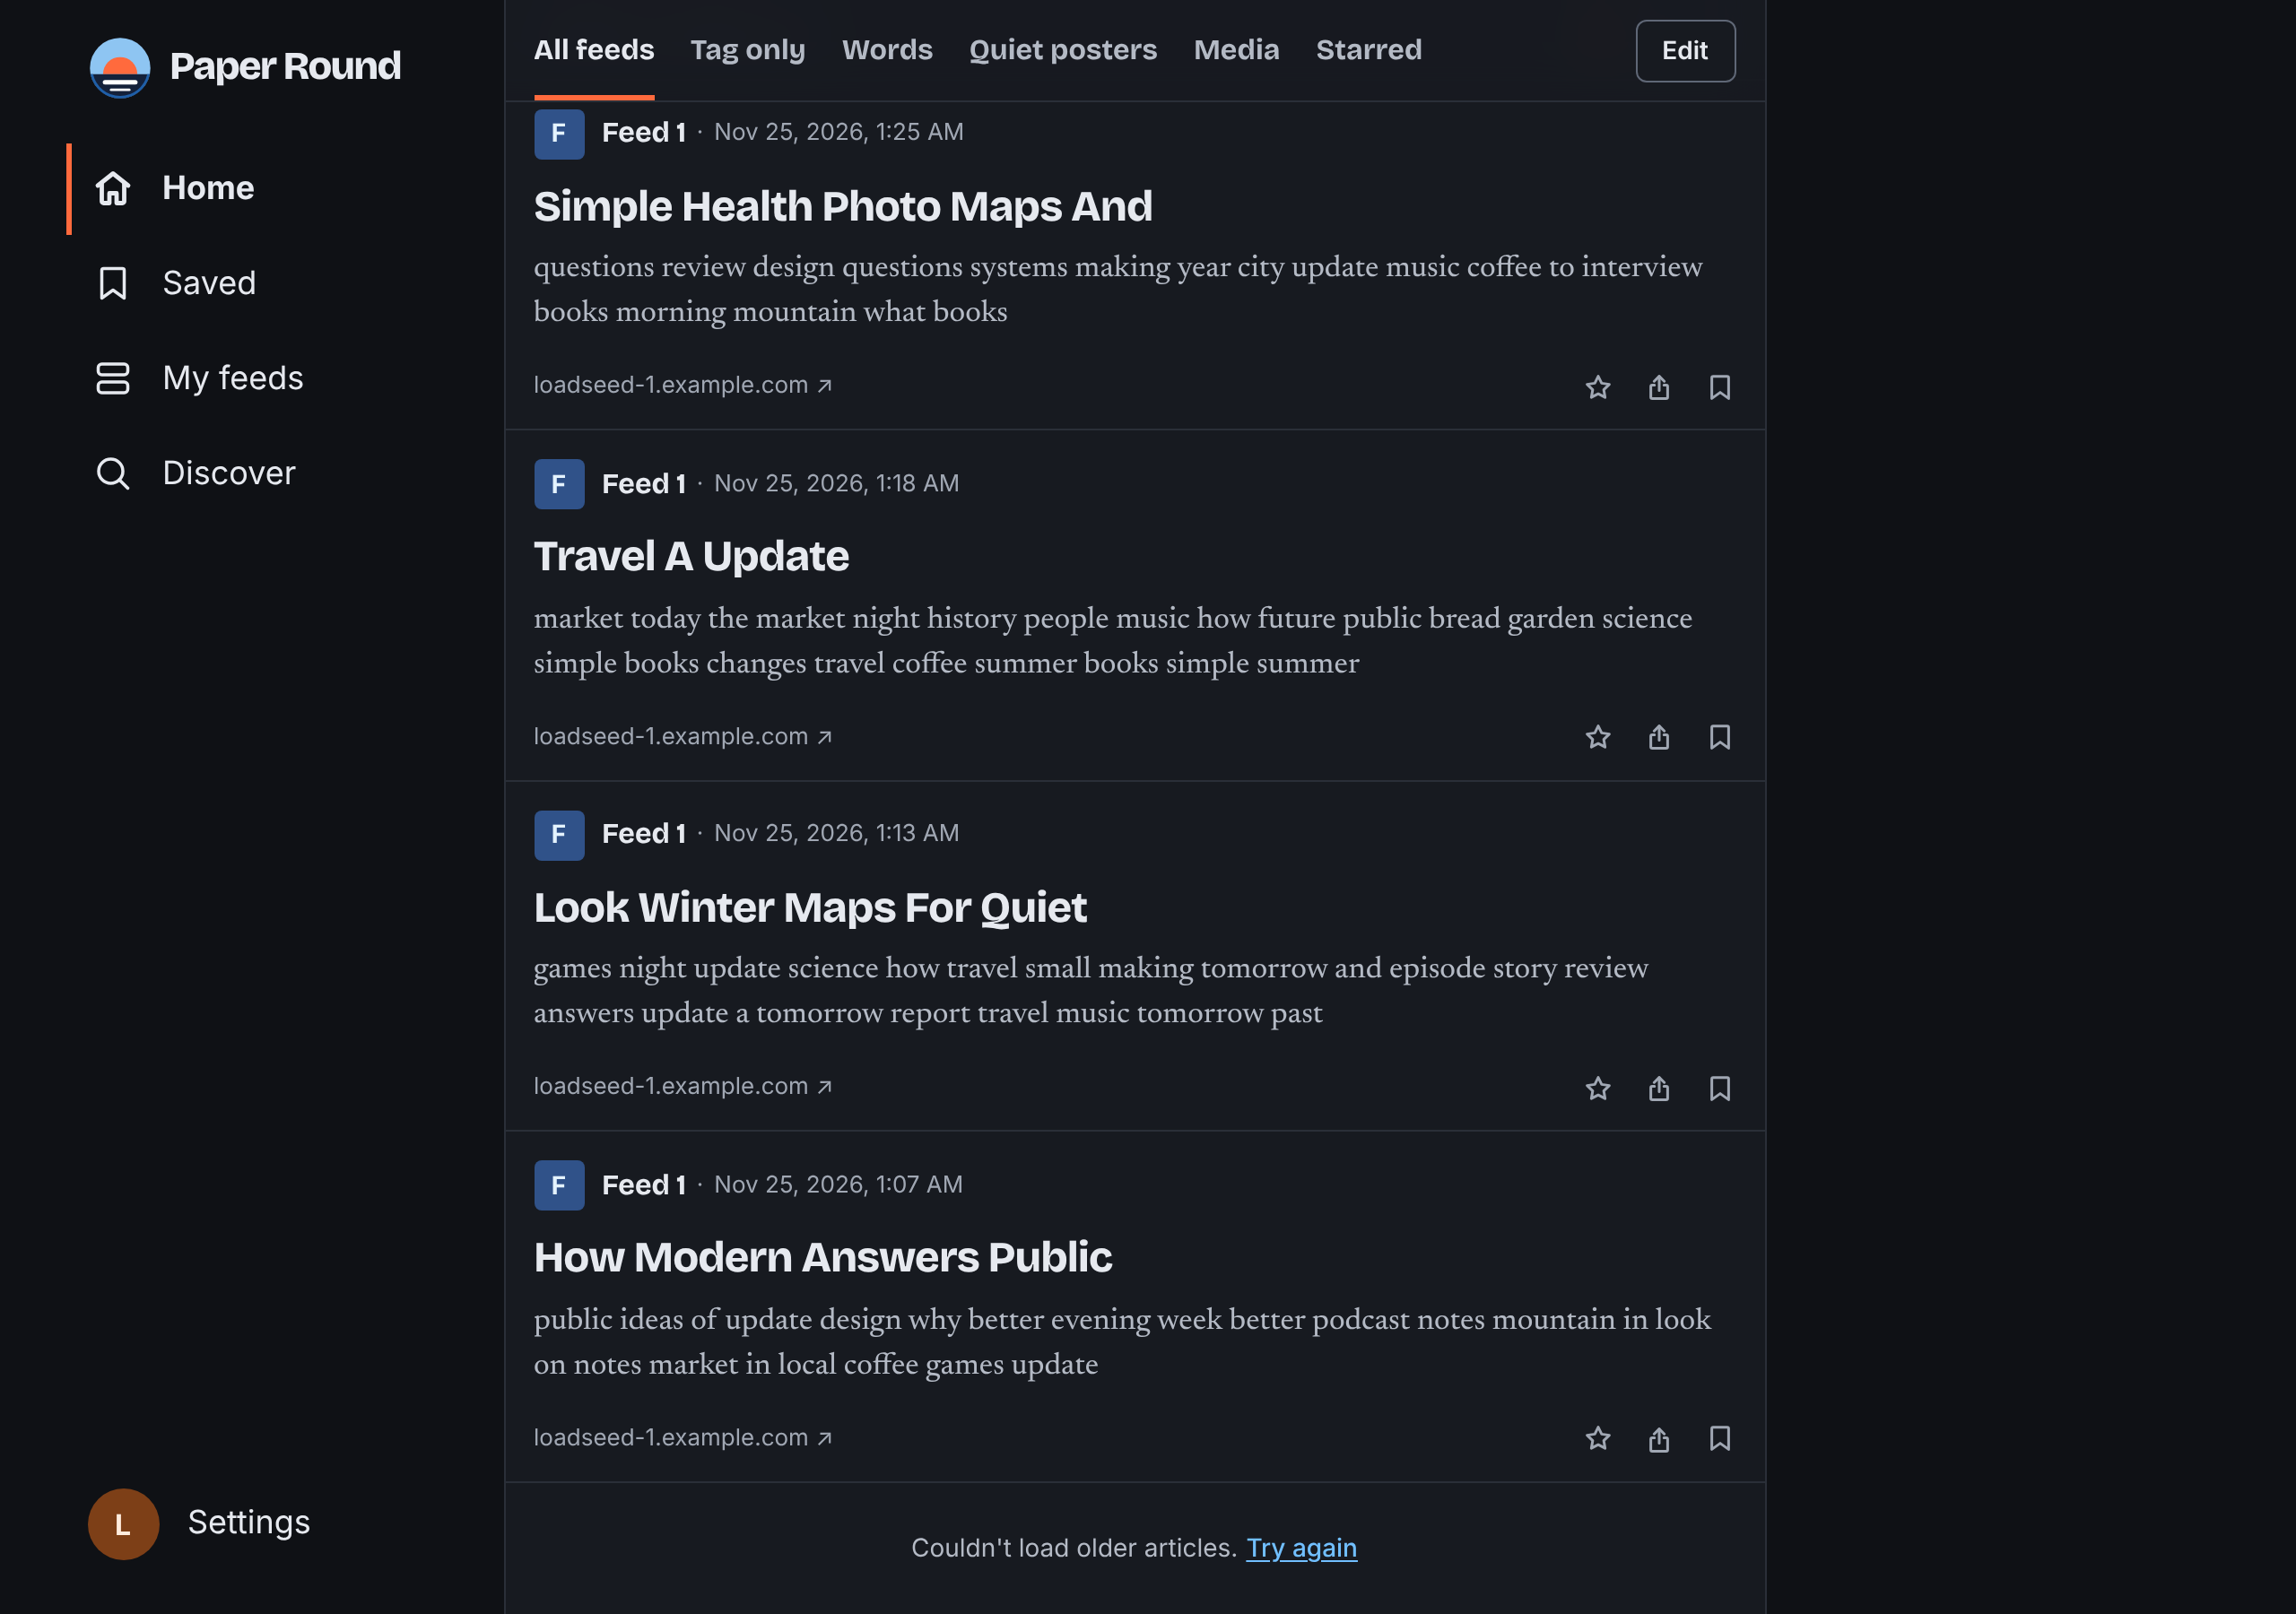 Paper Round
Home
Saved
My feeds
Discover
L
Settings
All feeds
Tag only
Words
Quiet posters
Media
Starred
Edit
F
Feed 1 · Nov 25, 2026, 1:25 AM
Simple Health Photo Maps And
questions review design questions systems making year city update music coffee to interview
books morning mountain what books
loadseed-1.example.com ↗
F
Feed 1 · Nov 25, 2026, 1:18 AM
Travel A Update
market today the market night history people music how future public bread garden science
simple books changes travel coffee summer books simple summer
loadseed-1.example.com ↗
F
Feed 1 · Nov 25, 2026, 1:13 AM
Look Winter Maps For Quiet
games night update science how travel small making tomorrow and episode story review
answers update a tomorrow report travel music tomorrow past
loadseed-1.example.com ↗
F
Feed 1 · Nov 25, 2026, 1:07 AM
How Modern Answers Public
public ideas of update design why better evening week better podcast notes mountain in look
on notes market in local coffee games update
loadseed-1.example.com ↗
Couldn't load older articles. Try again